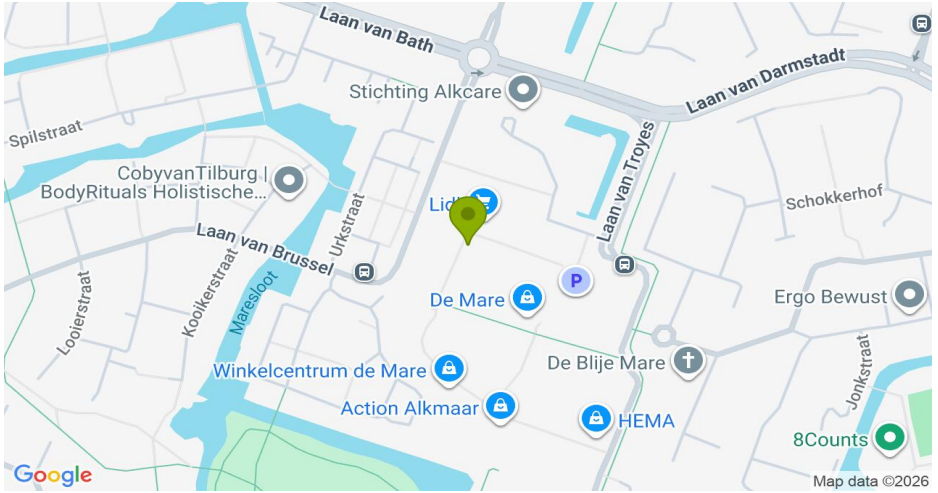 Laan van Bath
Laan van Darmstadt
Stichting Alkcare
Spilstraat
Laan van Troyes
CobyvanTilburg |
BodyRituals Holistische...
Urkstraat
Schokkerhof
Laan van Brussel
P
Kooikerstraat
Maresloot
Looierstraat
De Mare
Ergo Bewust
De Blije Mare
Winkelcentrum de Mare
Jonkstraat
Action Alkmaar
HEMA
8Counts
Google
Map data ©2026